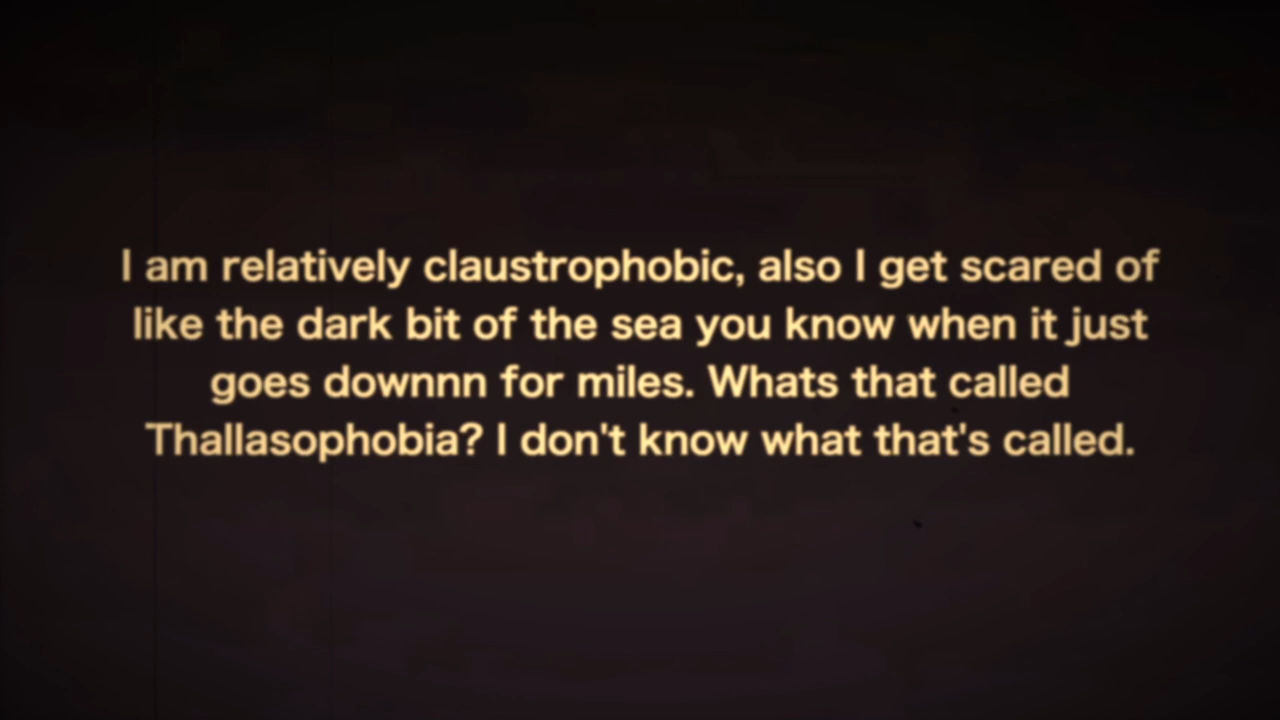 I am relatively claustrophobic, also I get scared of
like the dark bit of the sea you know when it just
goes downnn for miles. Whats that called
Thallasophobia? I don't know what that's called.